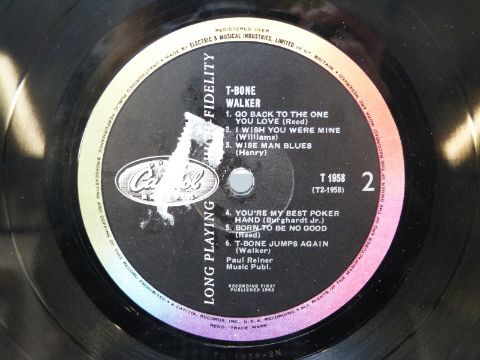 REGISTERED USER
MADE BY ELECTRIC & MUSICAL INDUSTRIES, LIMITED IN GT. BRITAIN
T-BONE
WALKER
1. GO BACK TO THE ONE
YOU LOVE (Reed)
2. I WISH YOU WERE MINE
(Williams)
3. WISE MAN BLUES
(Henry)
T 1958
(T2-1958)
2
Capitol
LONG PLAYING
FIDELITY
4. YOU'RE MY BEST POKER
HAND (Burghardt Jr.)
5. BORN TO BE NO GOOD
(Reed)
6. T-BONE JUMPS AGAIN
(Walker)
Paul Reiner
Music Publ.
RECORDING FIRST
PUBLISHED 1963
CAPITOL RECORDS, INC., U.S.A. RECORDING
REGD. TRADE MARK